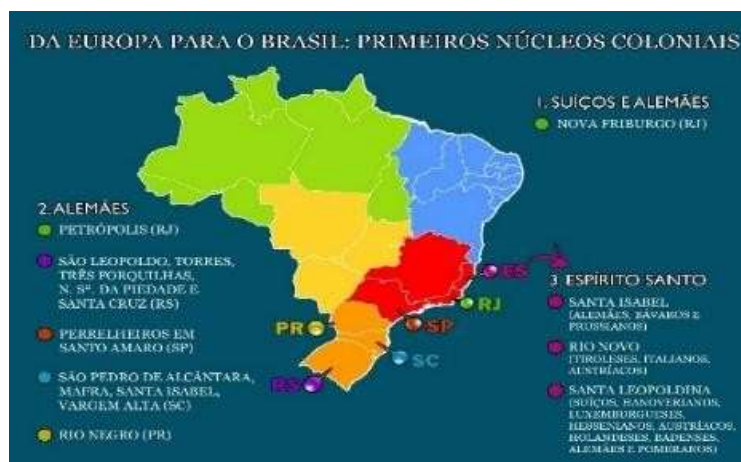 DA EUROPA PARA O BRASIL: PRIMEIROS NÚCLEOS COLONIAIS
1. SUÍÇOS E ALEMÃES
NOVA FRIBURGO (RJ)
2. ALEMÃES
PETRÓPOLIS (RJ)
SÃO LEOPOLDO, TORRES,
TRÊS FORQUILHAS,
N. Sª. DA PIEDADE E
SANTA CRUZ (RS)
PERRELHEIROS EM
SANTO AMARO (SP)
SÃO PEDRO DE ALCÂNTARA,
MAFRA, SANTA ISABEL,
VARGEM ALTA (SC)
RIO NEGRO (PR)
ES
RJ
SP
PR
SC
RS
3. ESPÍRITO SANTO
SANTA ISABEL
(ALEMÃES, BÁVAROS E
PRUSSIANOS)
RIO NOVO
(TIROLESES, ITALIANOS,
AUSTRÍACOS)
SANTA LEOPOLDINA
(SUÍÇOS, HANOVERIANOS,
LUXEMBURGUESES,
HESSENIANOS, AUSTRÍACOS,
HOLANDESES, BADENSES,
ALEMÃES E POMERANOS)